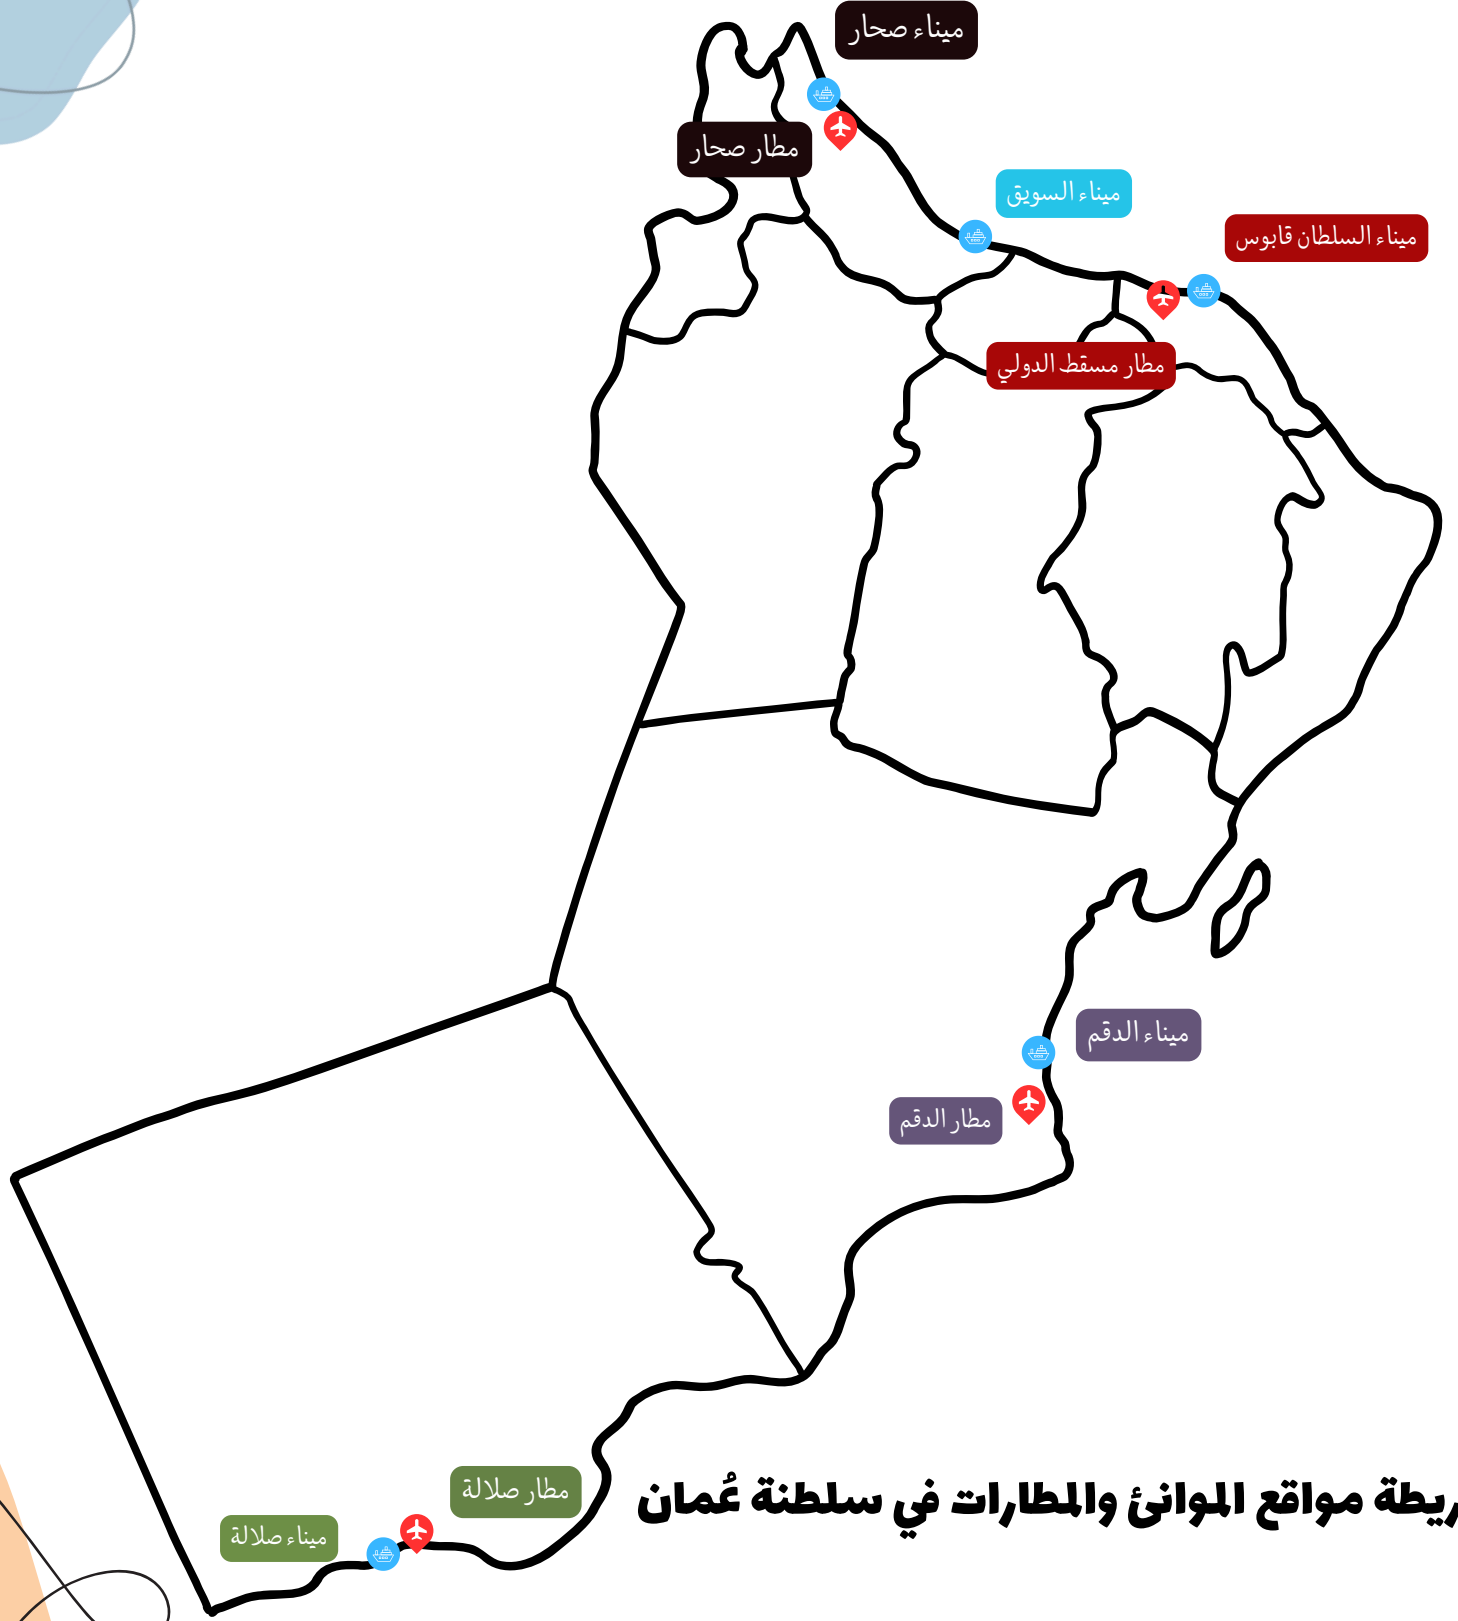 ميناء صحار
مطار صحار
ميناء السويق
ميناء السلطان قابوس
مطار مسقط الدولي
ميناء الدقم
مطار الدقم
مطار صلالة
ميناء صلالة
ريطة مواقع الموانئ والمطارات في سلطنة عُمان